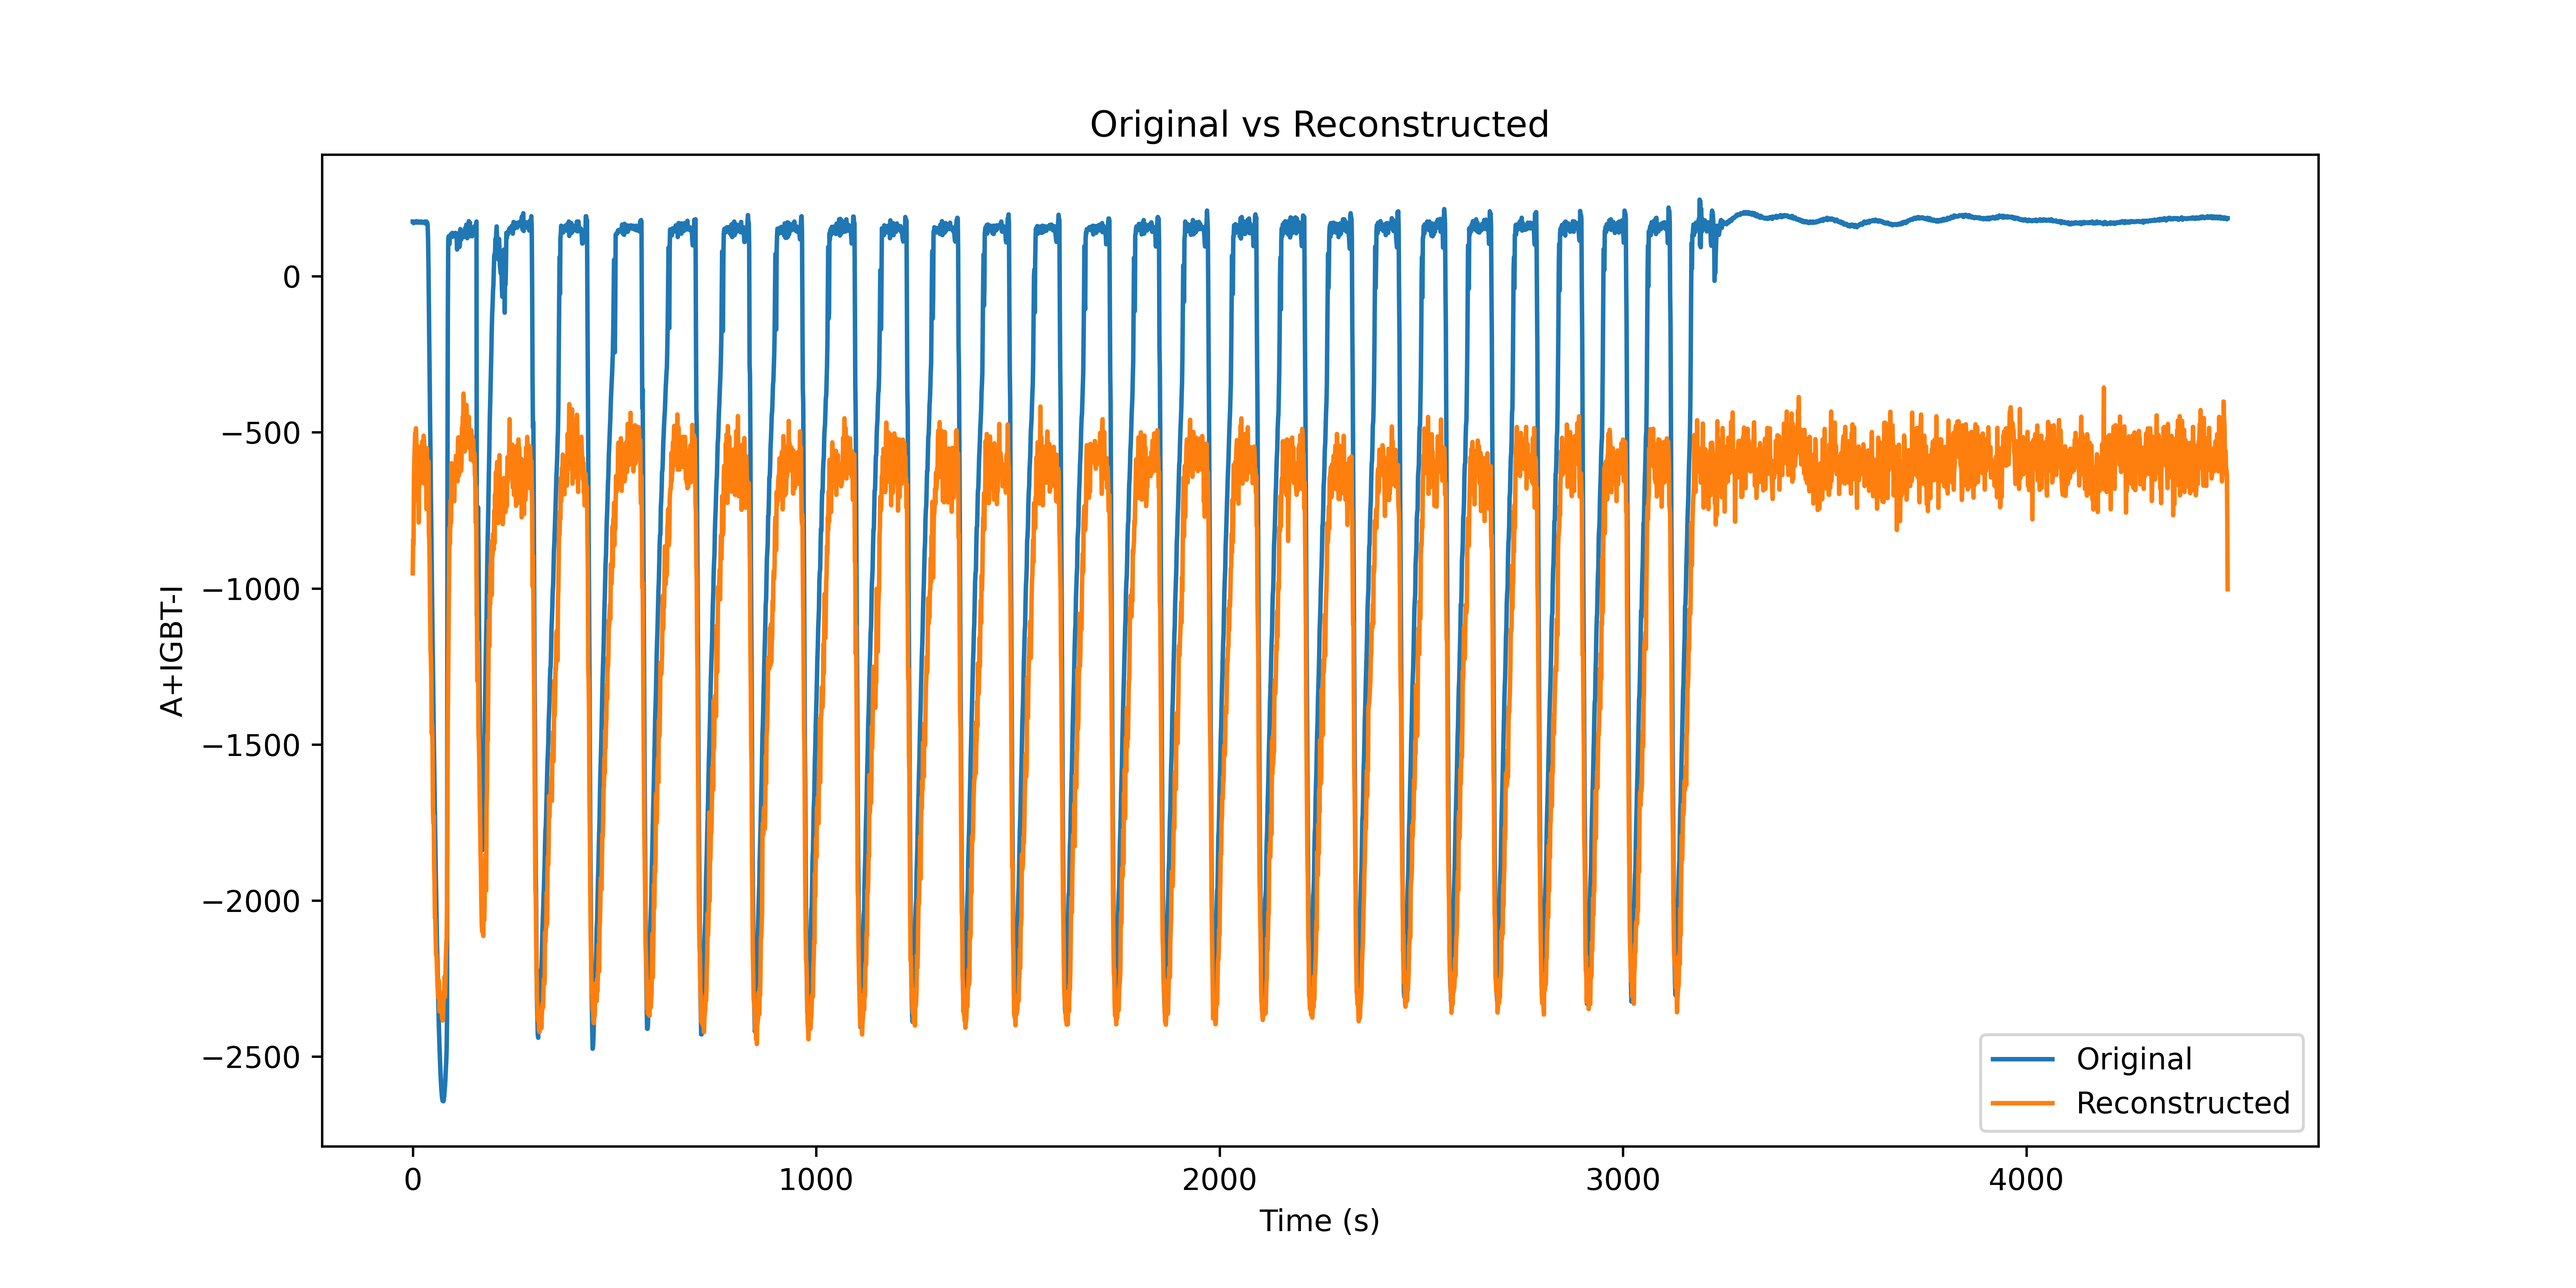 Original vs Reconstructed
A+IGBT-I
0
−500
−1000
−1500
−2000
−2500
0 1000 2000 3000 4000
Time (s)
Original
Reconstructed